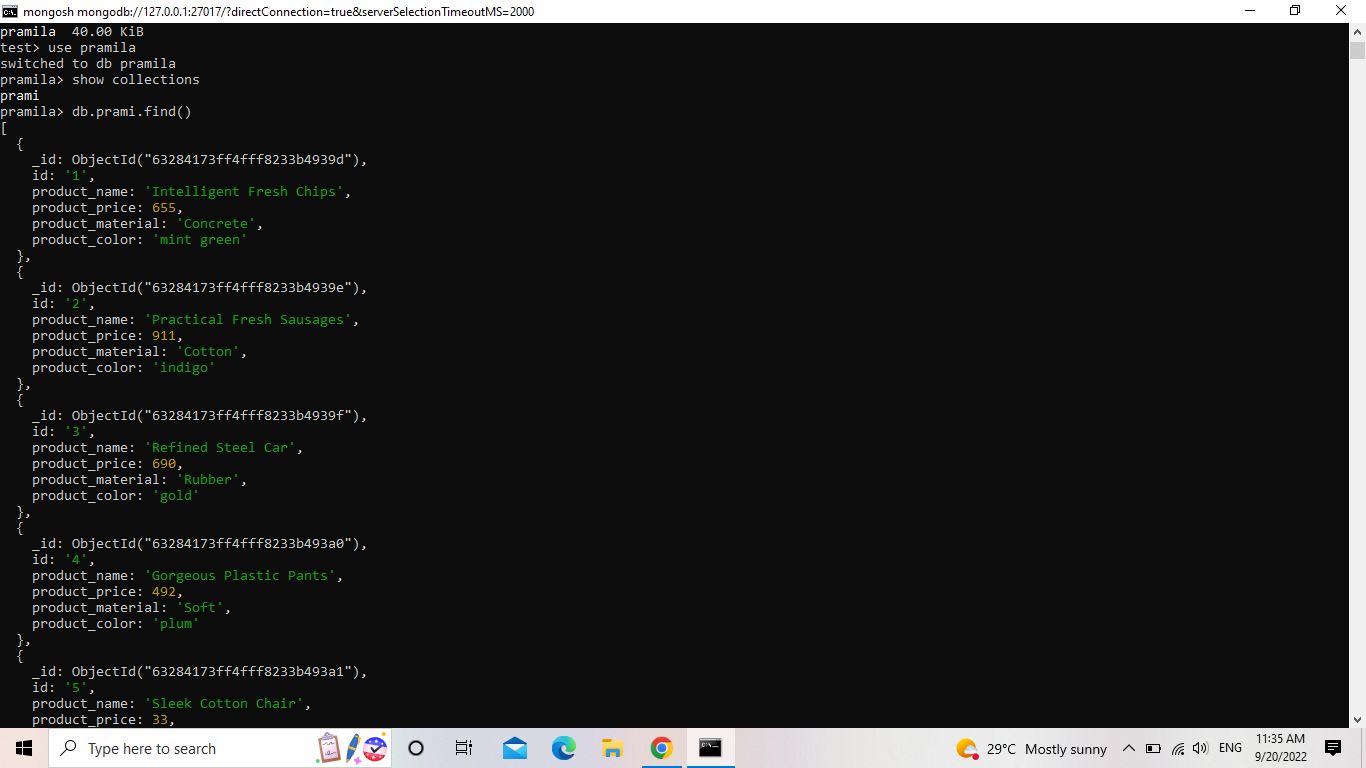 mongosh mongodb://127.0.0.1:27017/?directConnection=true&serverSelectionTimeoutMS=2000
pramila  40.00 KiB
test> use pramila
switched to db pramila
pramila> show collections
prami
pramila> db.prami.find()
[
  {
    _id: ObjectId("63284173ff4fff8233b4939d"),
    id: '1',
    product_name: 'Intelligent Fresh Chips',
    product_price: 655,
    product_material: 'Concrete',
    product_color: 'mint green'
  },
  {
    _id: ObjectId("63284173ff4fff8233b4939e"),
    id: '2',
    product_name: 'Practical Fresh Sausages',
    product_price: 911,
    product_material: 'Cotton',
    product_color: 'indigo'
  },
  {
    _id: ObjectId("63284173ff4fff8233b4939f"),
    id: '3',
    product_name: 'Refined Steel Car',
    product_price: 690,
    product_material: 'Rubber',
    product_color: 'gold'
  },
  {
    _id: ObjectId("63284173ff4fff8233b493a0"),
    id: '4',
    product_name: 'Gorgeous Plastic Pants',
    product_price: 492,
    product_material: 'Soft',
    product_color: 'plum'
  },
  {
    _id: ObjectId("63284173ff4fff8233b493a1"),
    id: '5',
    product_name: 'Sleek Cotton Chair',
    product_price: 33,
Type here to search
29°C Mostly sunny
ENG
11:35 AM
9/20/2022